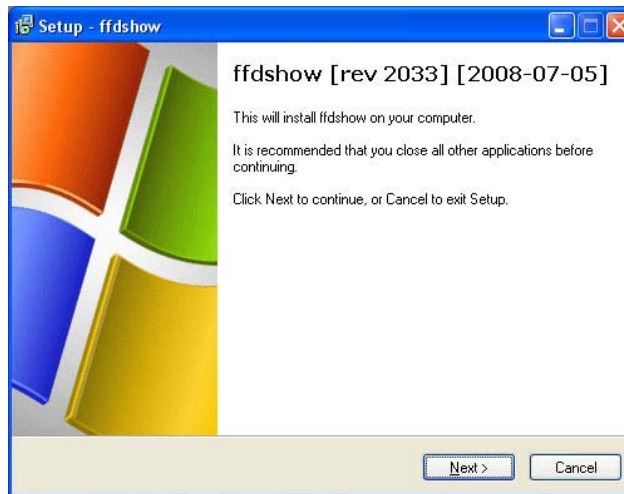 Setup - ffdshow
ffdshow [rev 2033] [2008-07-05]
This will install ffdshow on your computer.
It is recommended that you close all other applications before
continuing.
Click Next to continue, or Cancel to exit Setup.
Next >
Cancel